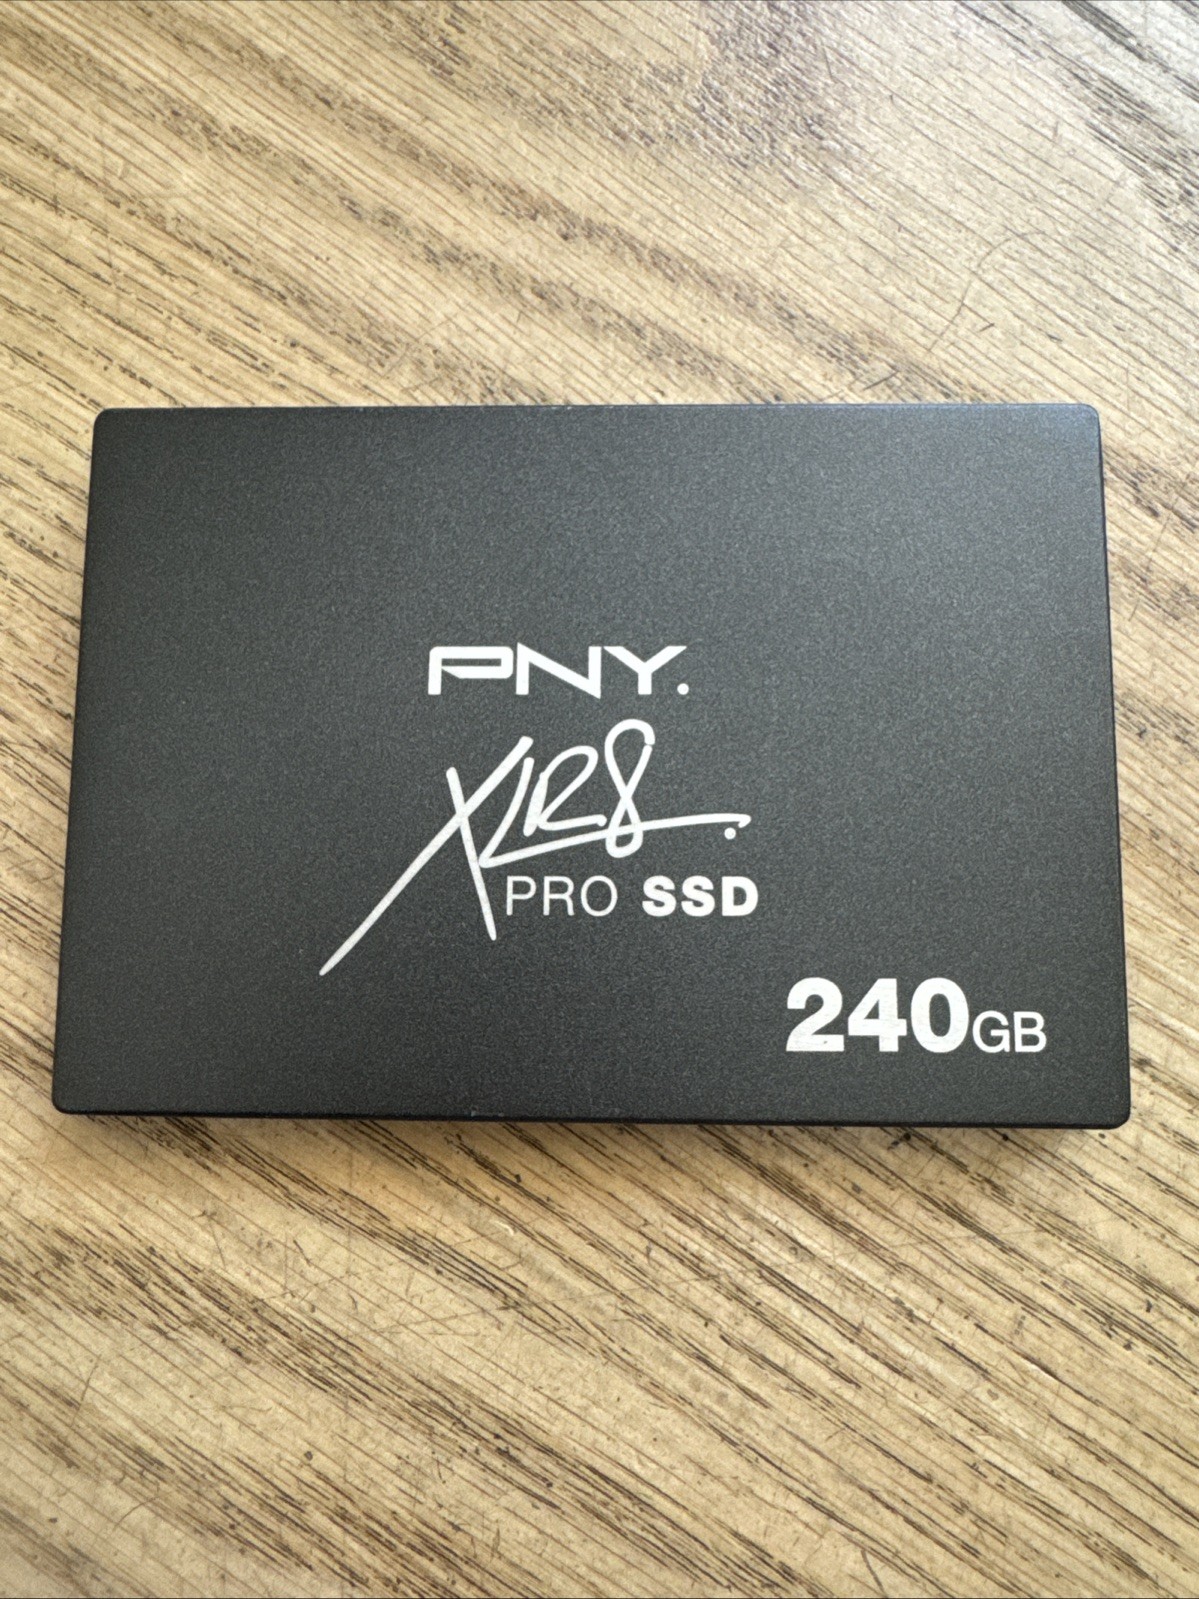 PNY.
XLR8.
PRO SSD
240GB